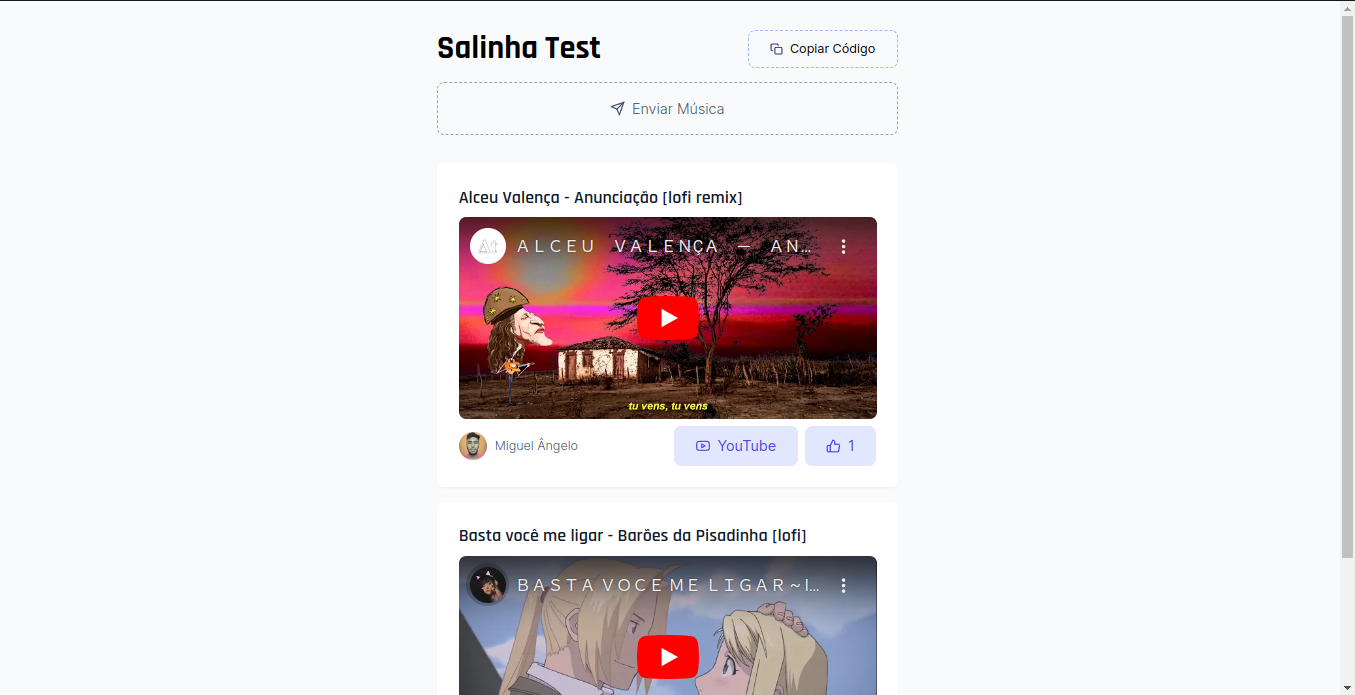 Salinha Test
Copiar Código
Enviar Música
Alceu Valença - Anunciação [lofi remix]
At
ALCEU VALENÇA — AN...
tu vens, tu vens
Miguel Ângelo
YouTube
1
Basta você me ligar - Barões da Pisadinha [lofi]
BASTA VOCE ME LIGAR ~ l...